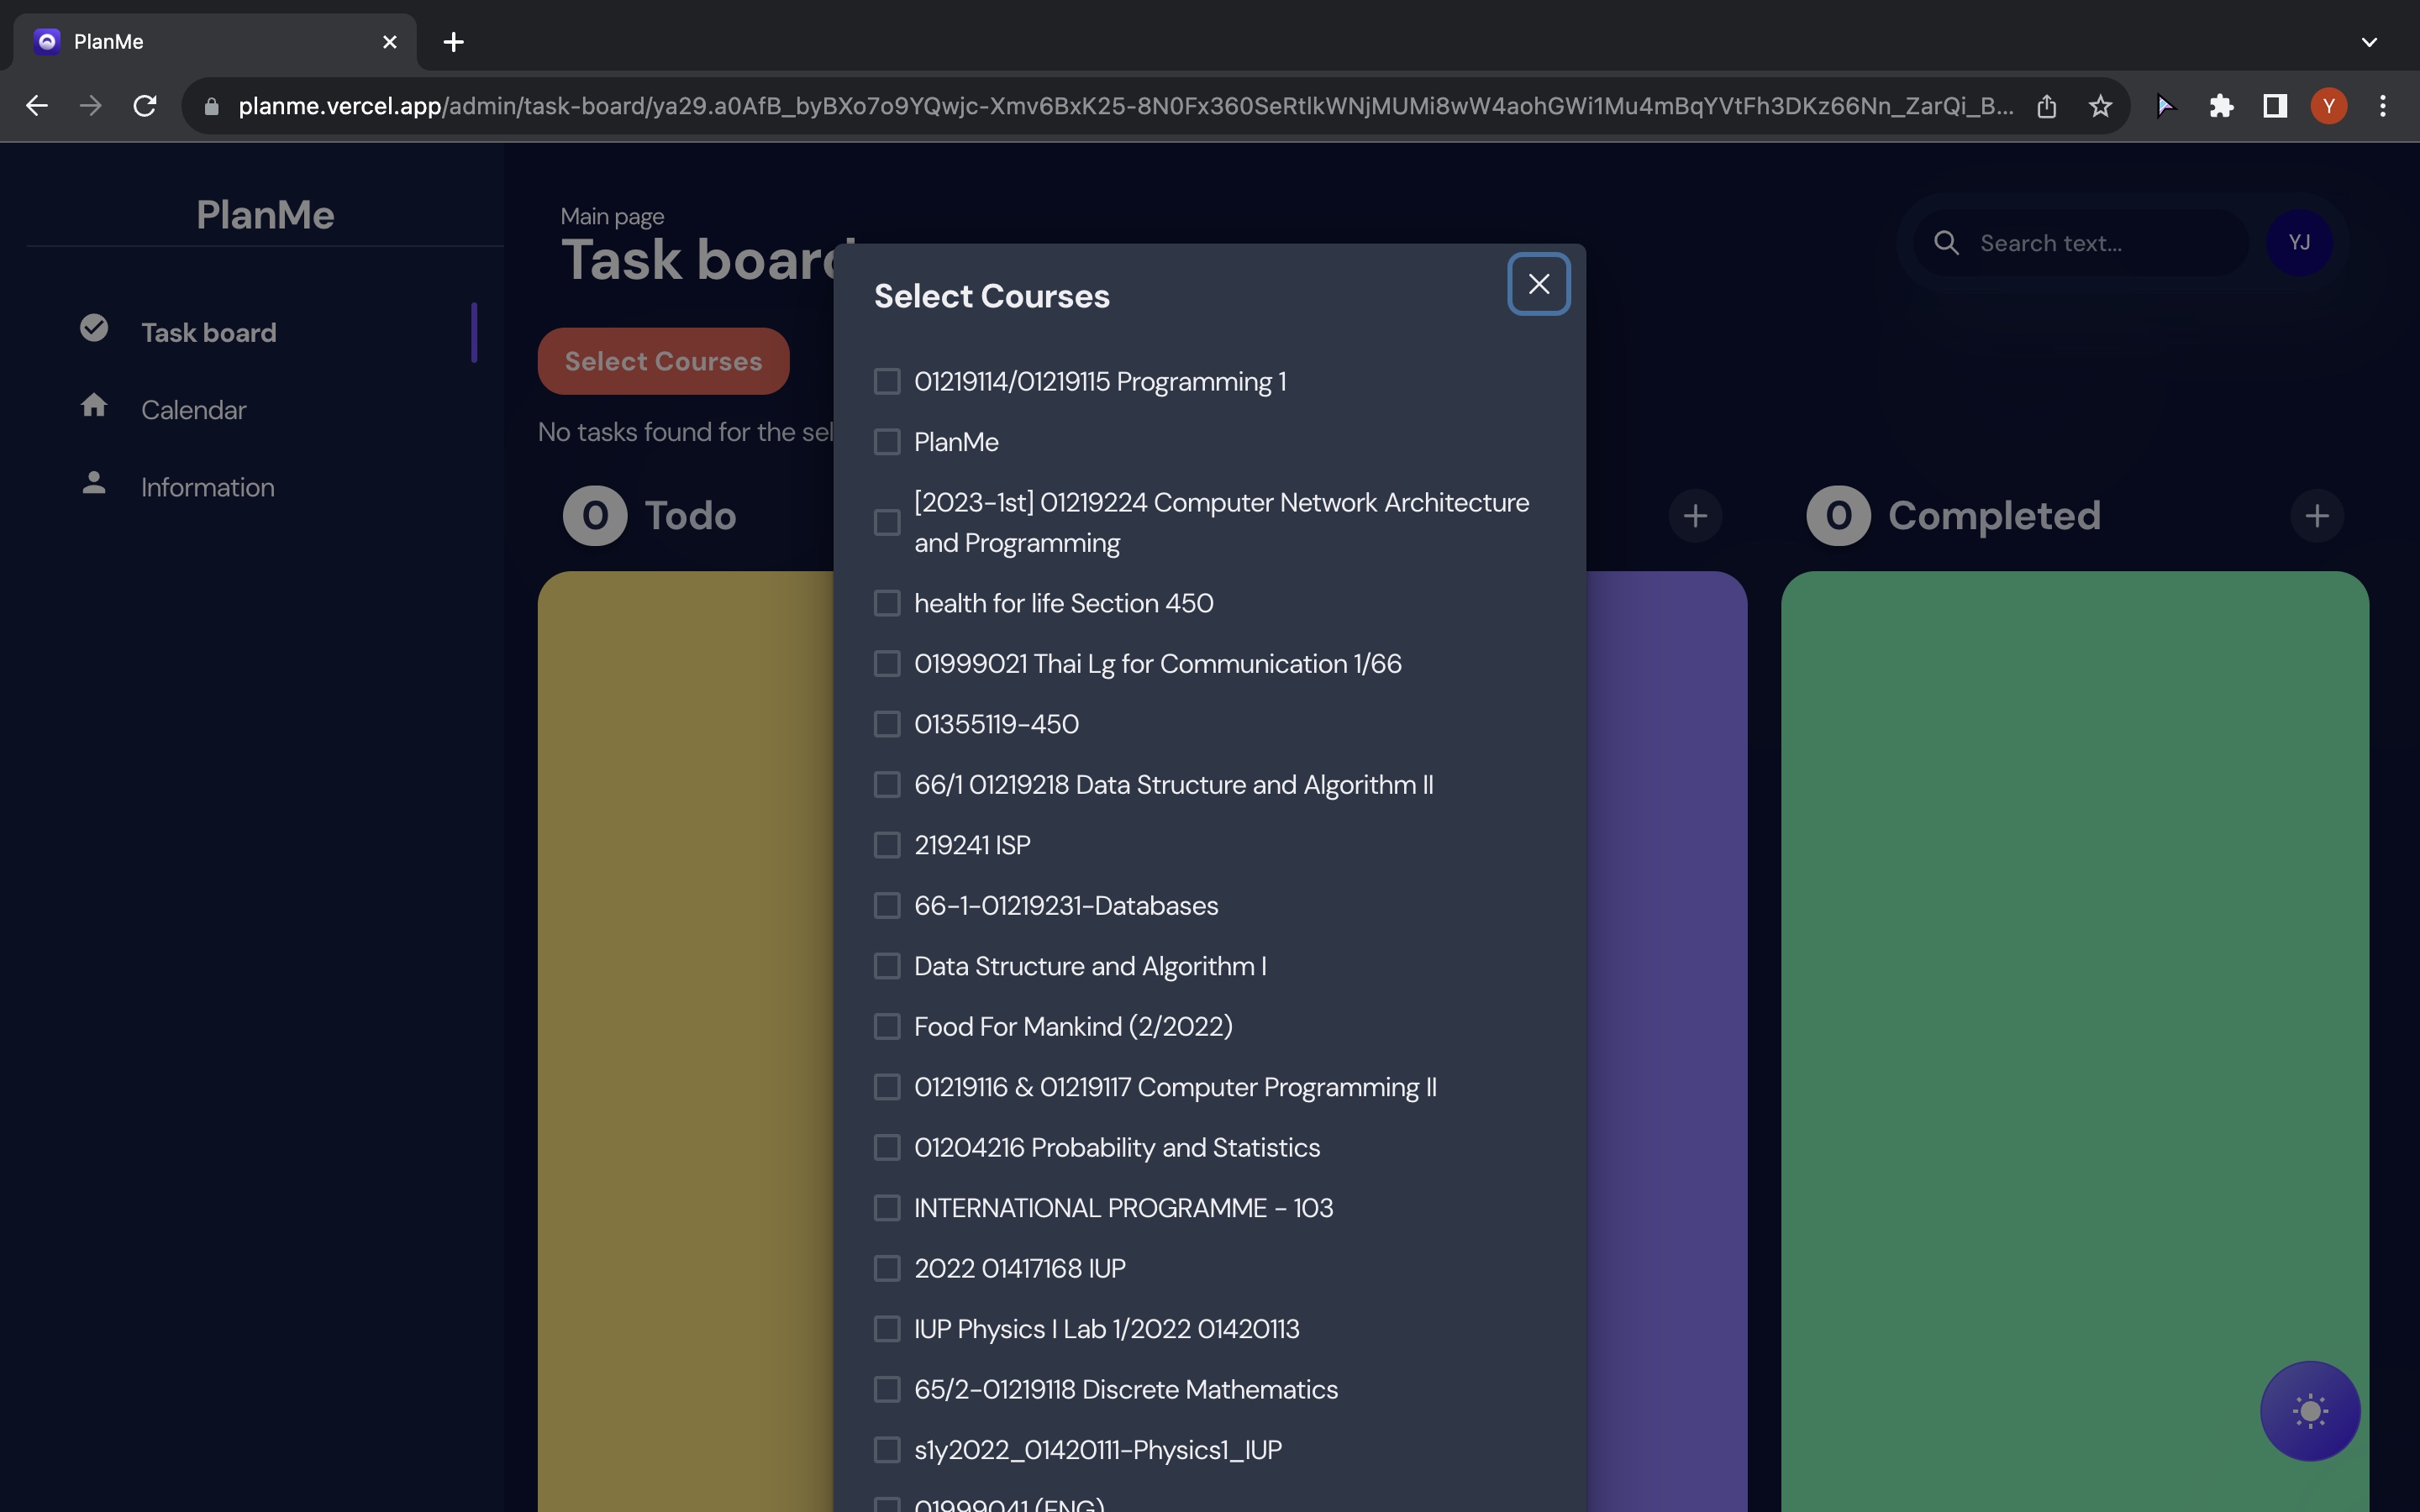 PlanMe
planme.vercel.app/admin/task-board/ya29.a0AfB_byBXo7o9YQwjc-Xmv6BxK25-8N0Fx360SeRtlkWNjMUMi8wW4aohGWi1Mu4mBqYVtFh3DKz66Nn_ZarQi_B...
Y
PlanMe
Task board
Calendar
Information
Main page
Task board
Search text...
YJ
Select Courses
No tasks found for the sel
0 Todo
0 Completed
Select Courses
01219114/01219115 Programming 1
PlanMe
[2023-1st] 01219224 Computer Network Architecture
and Programming
health for life Section 450
01999021 Thai Lg for Communication 1/66
01355119-450
66/1 01219218 Data Structure and Algorithm II
219241 ISP
66-1-01219231-Databases
Data Structure and Algorithm I
Food For Mankind (2/2022)
01219116 & 01219117 Computer Programming II
01204216 Probability and Statistics
INTERNATIONAL PROGRAMME - 103
2022 01417168 IUP
IUP Physics I Lab 1/2022 01420113
65/2-01219118 Discrete Mathematics
s1y2022_01420111-Physics1_IUP
01999041 (ENG)